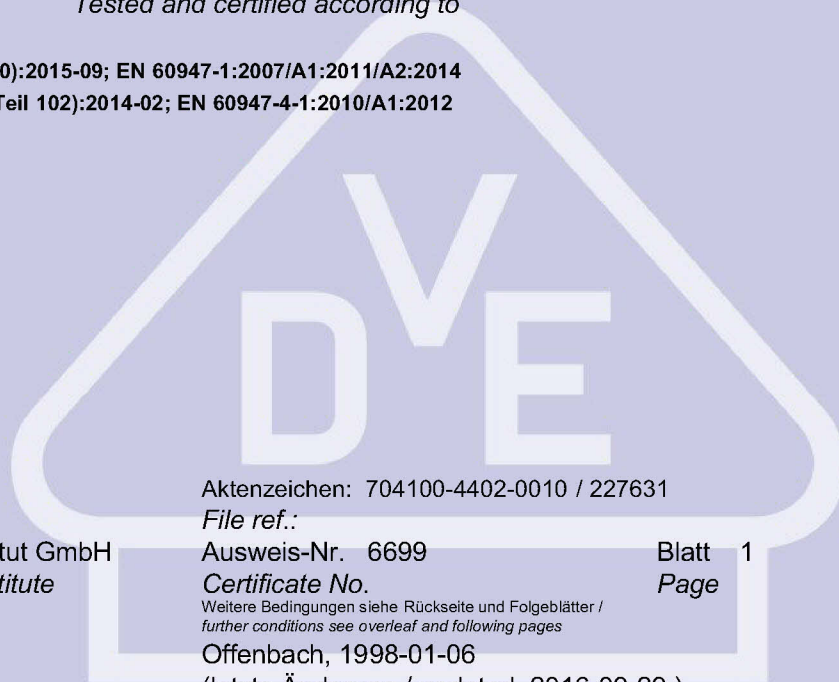 Tested and certified according to
0):2015-09; EN 60947-1:2007/A1:2011/A2:2014
Teil 102):2014-02; EN 60947-4-1:2010/A1:2012
V
D E
Aktenzeichen: 704100-4402-0010 / 227631
File ref.:
tut GmbH Ausweis-Nr. 6699 Blatt 1
titute Certificate No. Page
Weitere Bedingungen siehe Rückseite und Folgeblätter /
further conditions see overleaf and following pages
Offenbach, 1998-01-06